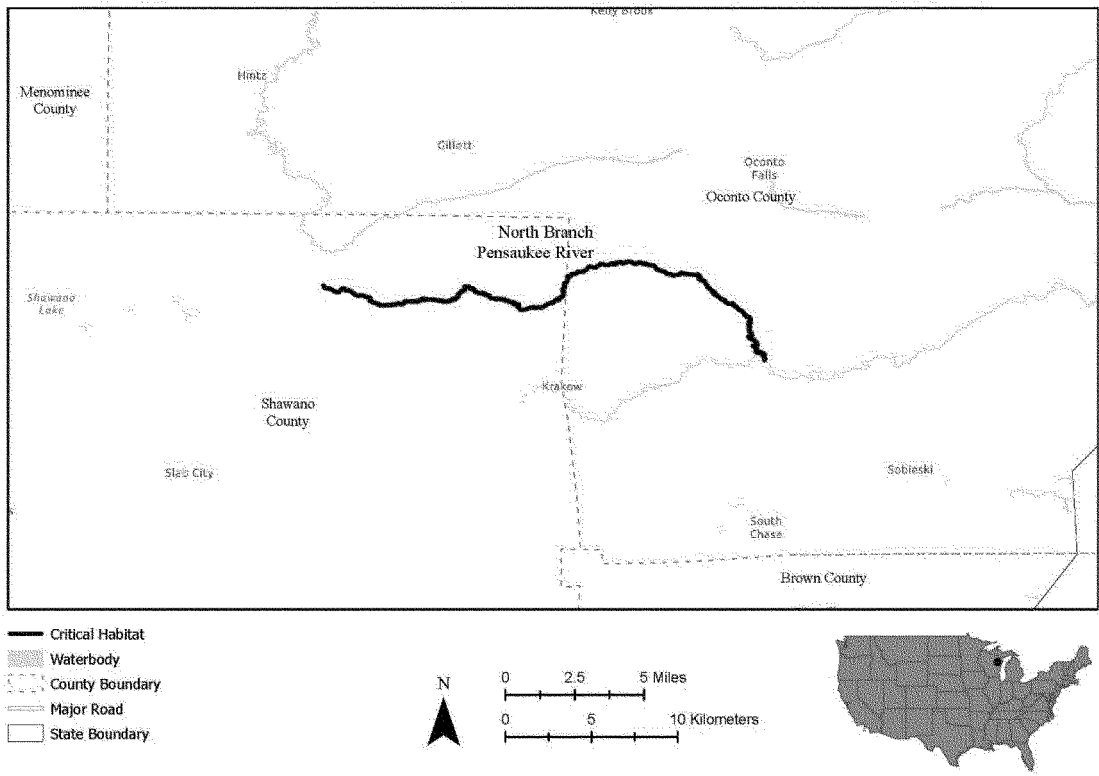 Kelly Brook
Menominee
County
Hintz
Gillett
Oconto
Falls
Oconto County
North Branch
Pensaukee River
Shawano
Lake
Krakow
Shawano
County
Slab City
Sobieski
South
Chase
Brown County
Critical Habitat
Waterbody
County Boundary
Major Road
State Boundary
N
0 2.5 5 Miles
0 5 10 Kilometers